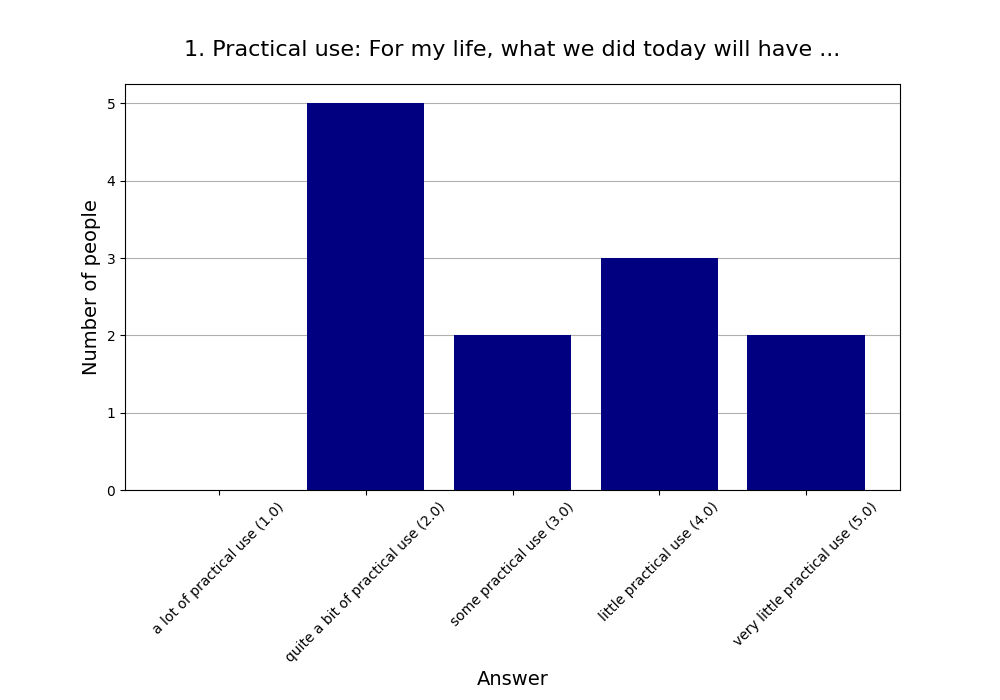 1. Practical use: For my life, what we did today will have ...
Number of people
5
4
3
2
1
0
a lot of practical use (1.0)
quite a bit of practical use (2.0)
some practical use (3.0)
little practical use (4.0)
very little practical use (5.0)
Answer